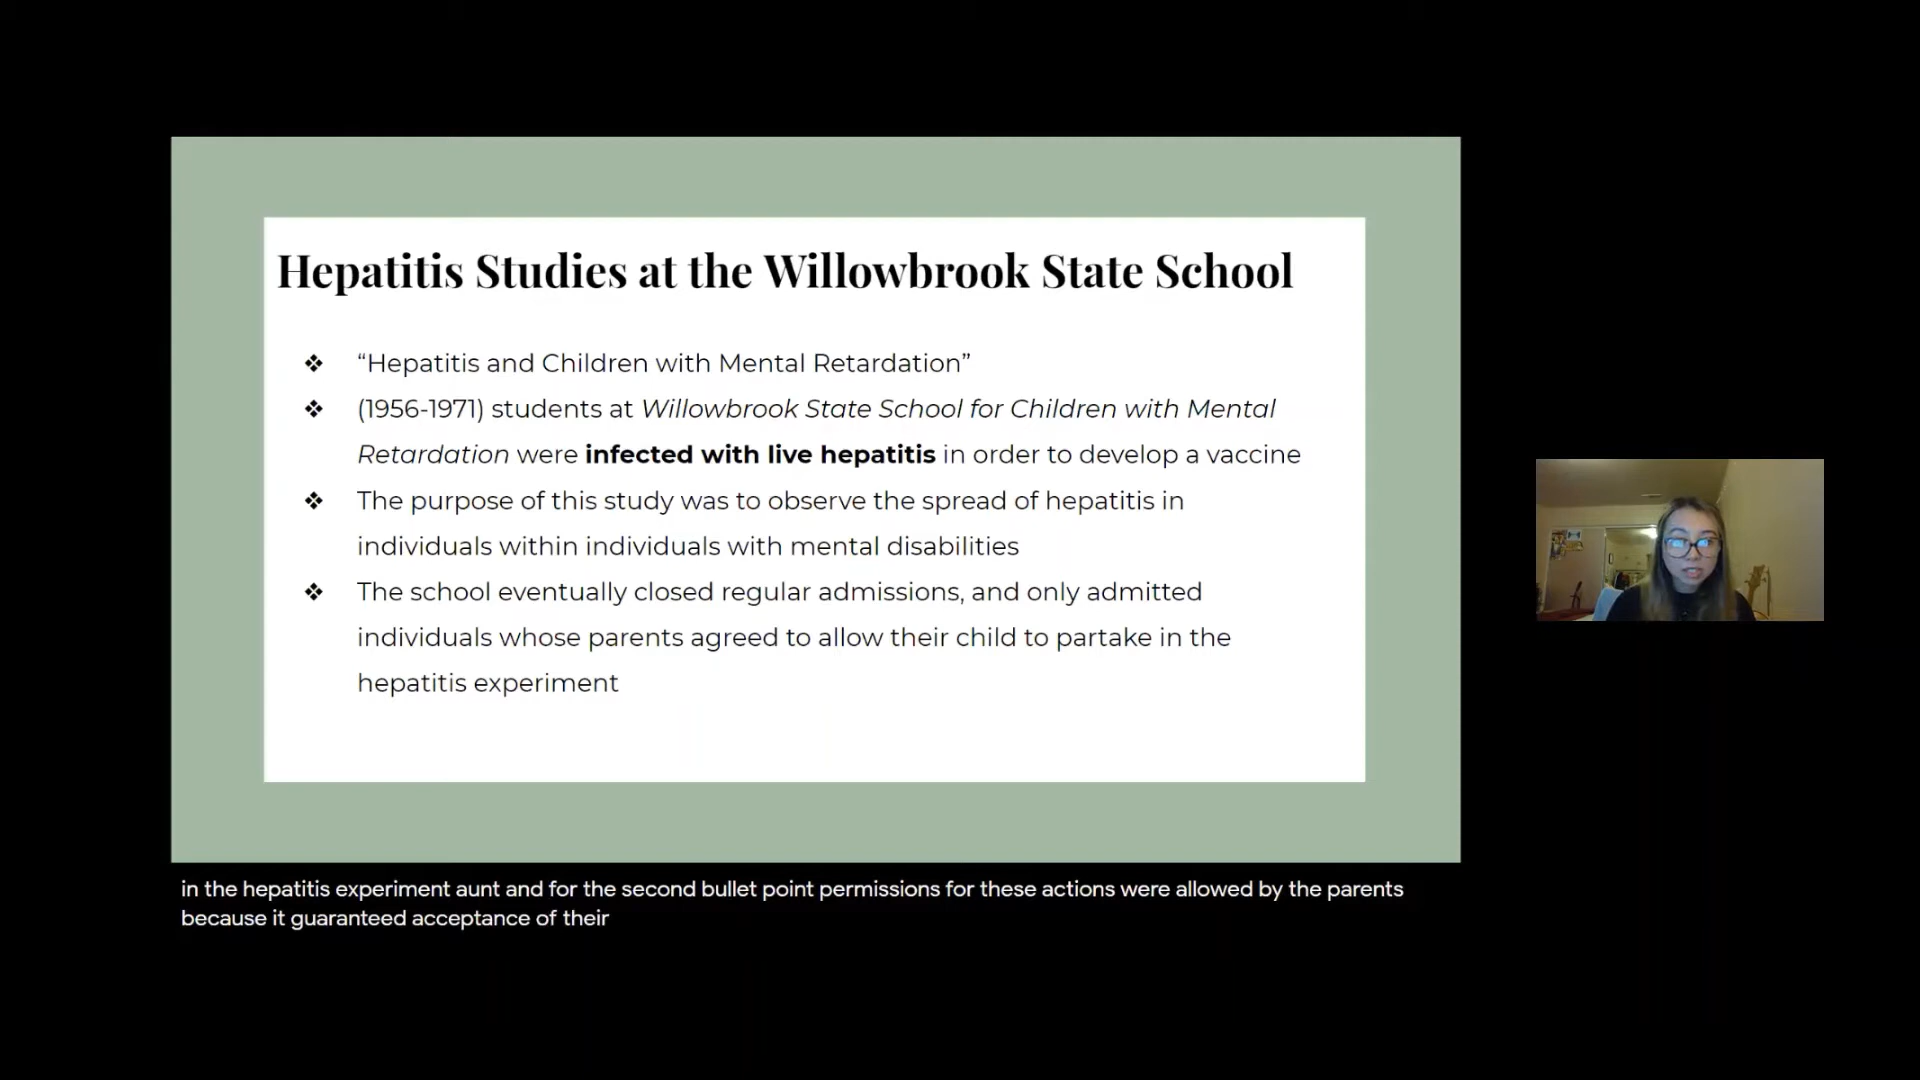 Hepatitis Studies at the Willowbrook State School
❖ “Hepatitis and Children with Mental Retardation”
❖ (1956-1971) students at Willowbrook State School for Children with Mental
Retardation were infected with live hepatitis in order to develop a vaccine
❖ The purpose of this study was to observe the spread of hepatitis in
individuals within individuals with mental disabilities
❖ The school eventually closed regular admissions, and only admitted
individuals whose parents agreed to allow their child to partake in the
hepatitis experiment
in the hepatitis experiment aunt and for the second bullet point permissions for these actions were allowed by the parents
because it guaranteed acceptance of their